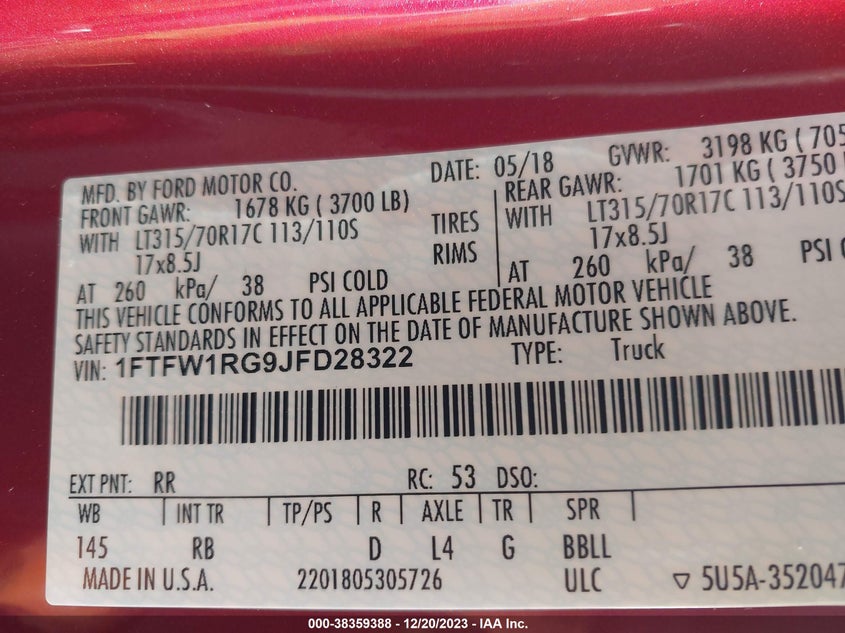 MFD. BY FORD MOTOR CO. DATE: 05/18 GVWR: 3198 KG ( 705
FRONT GAWR: 1678 KG ( 3700 LB) REAR GAWR: 1701 KG ( 3750
WITH LT315/70R17C 113/110S TIRES WITH LT315/70R17C 113/110S
17x8.5J RIMS 17x8.5J
AT 260 kPa/ 38 PSI COLD AT 260 kPa/ 38 PSI
THIS VEHICLE CONFORMS TO ALL APPLICABLE FEDERAL MOTOR VEHICLE
SAFETY STANDARDS IN EFFECT ON THE DATE OF MANUFACTURE SHOWN ABOVE.
VIN: 1FTFW1RG9JFD28322 TYPE: Truck
EXT PNT: RR RC: 53 DSO:
WB INT TR TP/PS R AXLE TR SPR
145 RB D L4 G BBLL
MADE IN U.S.A. 2201805305726 ULC ▽ 5U5A-352047
000-38359388 - 12/20/2023 - IAA Inc.